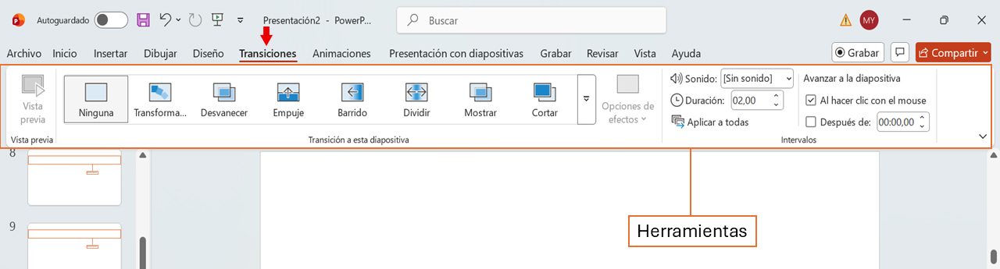 Autoguardado Presentación2 - PowerP... Buscar MY
Archivo Inicio Insertar Dibujar Diseño Transiciones Animaciones Presentación con diapositivas Grabar Revisar Vista Ayuda Grabar Compartir
Vista previa
Ninguna Transforma... Desvanecer Empuje Barrido Dividir Mostrar Cortar
Opciones de efectos
Sonido: [Sin sonido]
Duración: 02,00
Aplicar a todas
Avanzar a la diapositiva
Al hacer clic con el mouse
Después de: 00:00,00
Vista previa Transición a esta diapositiva Intervalos
8
9
Herramientas